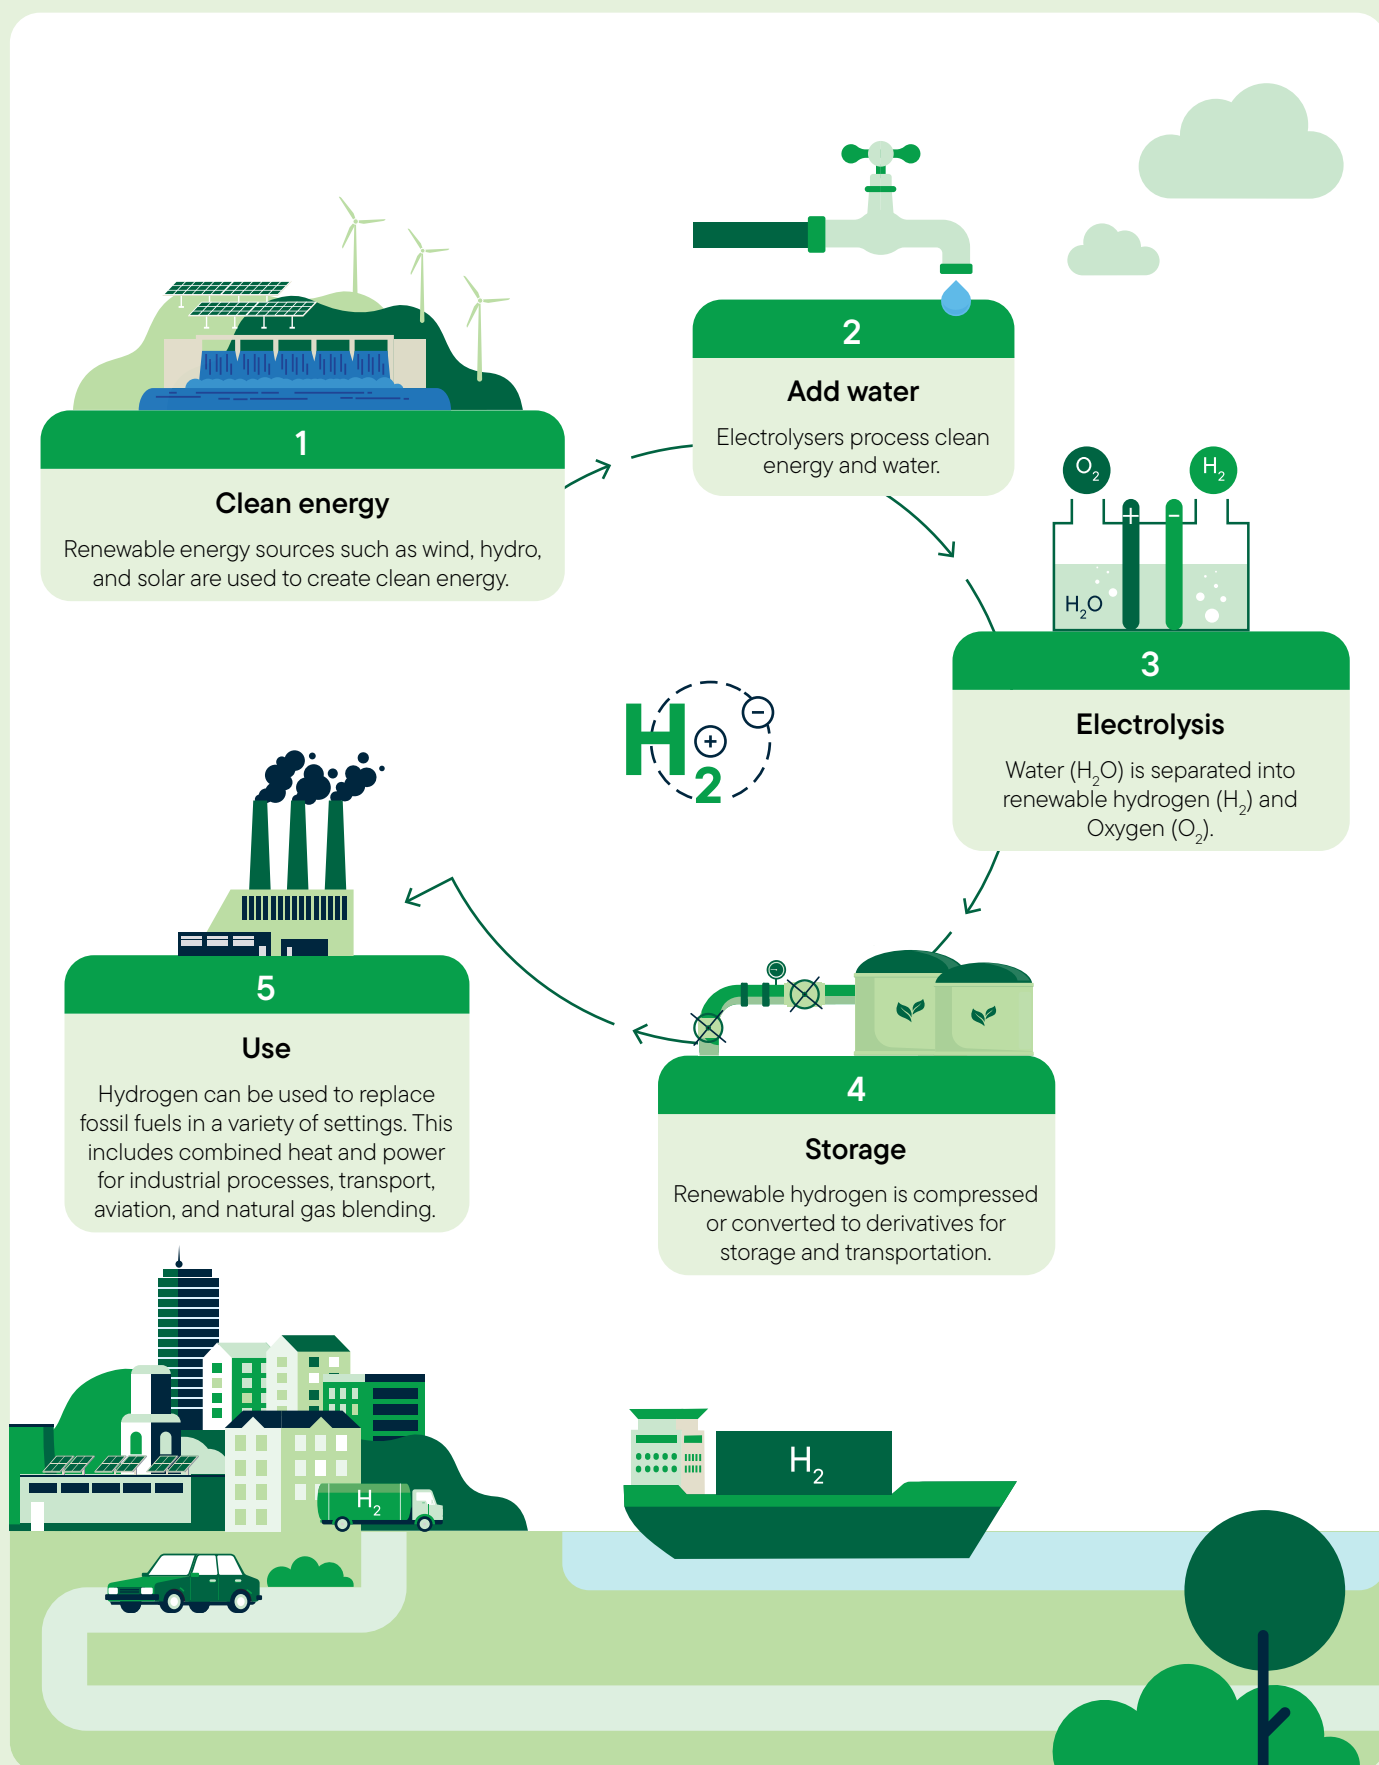 1
Clean energy
Renewable energy sources such as wind, hydro,
and solar are used to create clean energy.
2
Add water
Electrolysers process clean
energy and water.
O₂
H₂
+
−
H₂O
3
Electrolysis
Water (H₂O) is separated into
renewable hydrogen (H₂) and
Oxygen (O₂).
H₂
+
−
4
Storage
Renewable hydrogen is compressed
or converted to derivatives for
storage and transportation.
5
Use
Hydrogen can be used to replace
fossil fuels in a variety of settings. This
includes combined heat and power
for industrial processes, transport,
aviation, and natural gas blending.
H₂
H₂